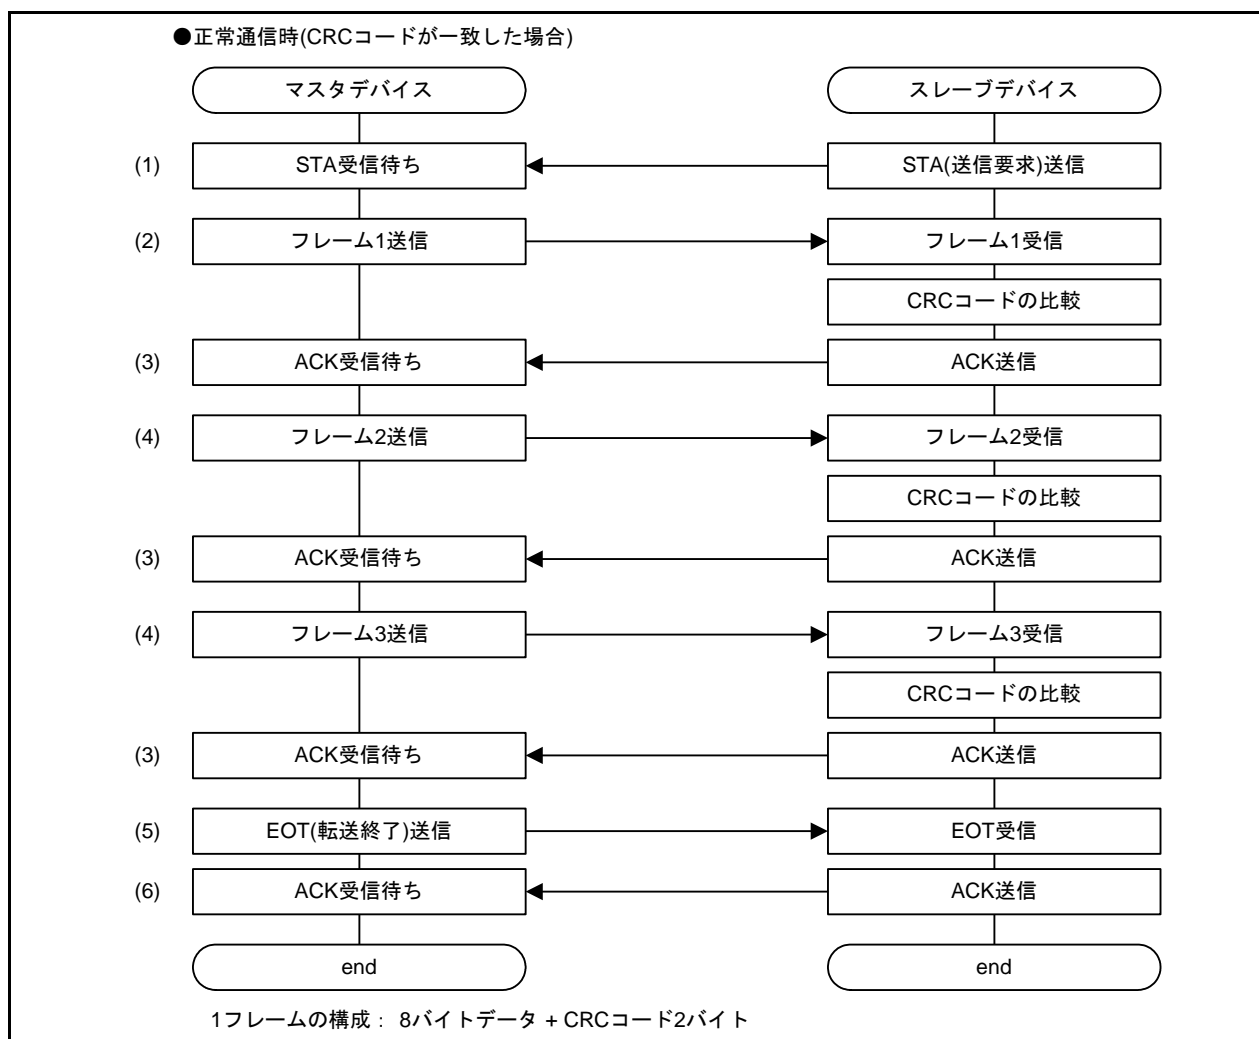 ●正常通信時(CRCコードが一致した場合)
マスタデバイス
スレーブデバイス
(1)
STA受信待ち
STA(送信要求)送信
(2)
フレーム1送信
フレーム1受信
CRCコードの比較
(3)
ACK受信待ち
ACK送信
(4)
フレーム2送信
フレーム2受信
CRCコードの比較
(3)
ACK受信待ち
ACK送信
(4)
フレーム3送信
フレーム3受信
CRCコードの比較
(3)
ACK受信待ち
ACK送信
(5)
EOT(転送終了)送信
EOT受信
(6)
ACK受信待ち
ACK送信
end
end
1フレームの構成： 8バイトデータ + CRCコード2バイト